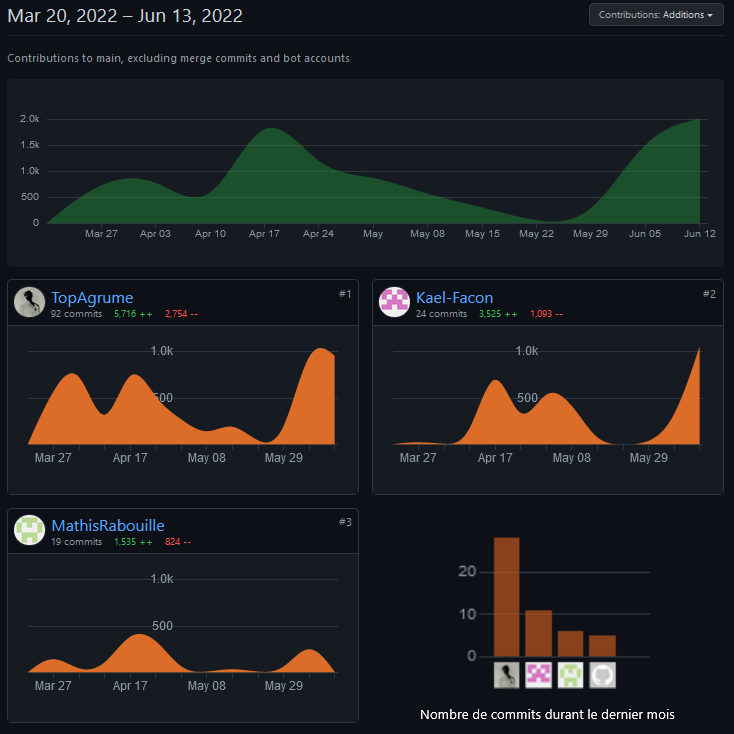 Mar 20, 2022 – Jun 13, 2022
Contributions: Additions
Contributions to main, excluding merge commits and bot accounts
2.0k
1.5k
1.0k
500
0
Mar 27 Apr 03 Apr 10 Apr 17 Apr 24 May May 08 May 15 May 22 May 29 Jun 05 Jun 12
TopAgrume #1
92 commits 5,716 ++ 2,754 --
1.0k
500
Mar 27 Apr 17 May 08 May 29
Kael-Facon #2
24 commits 3,525 ++ 1,093 --
1.0k
500
Mar 27 Apr 17 May 08 May 29
MathisRabouille #3
19 commits 1,535 ++ 824 --
1.0k
500
Mar 27 Apr 17 May 08 May 29
20
10
0
Nombre de commits durant le dernier mois